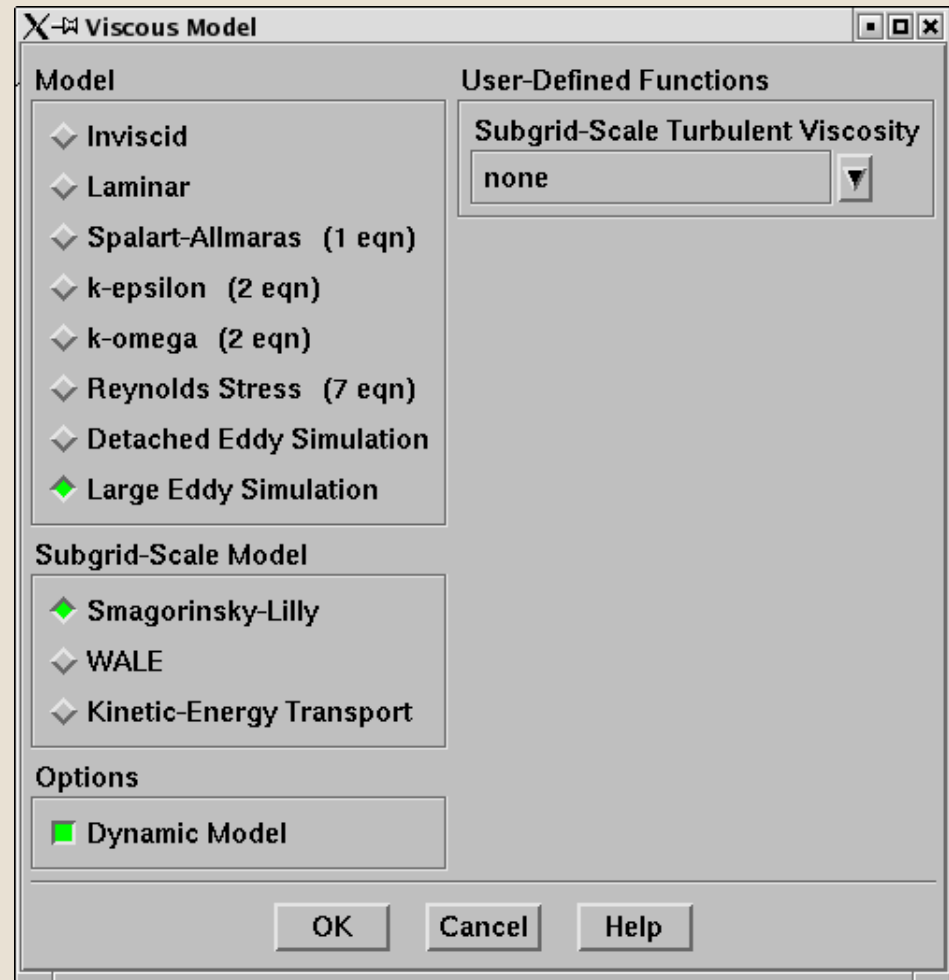 Viscous Model
Model
Inviscid
Laminar
Spalart-Allmaras (1 eqn)
k-epsilon (2 eqn)
k-omega (2 eqn)
Reynolds Stress (7 eqn)
Detached Eddy Simulation
Large Eddy Simulation
Subgrid-Scale Model
Smagorinsky-Lilly
WALE
Kinetic-Energy Transport
Options
Dynamic Model
User-Defined Functions
Subgrid-Scale Turbulent Viscosity
none
OK Cancel Help